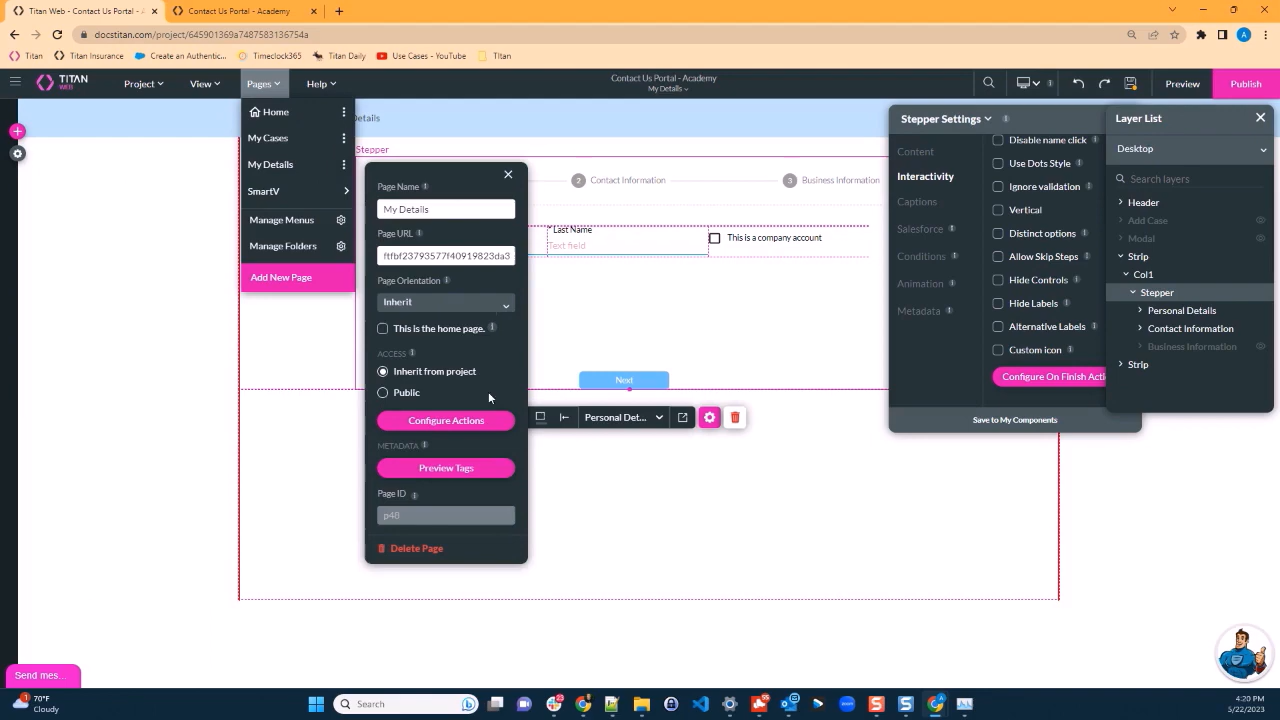 Titan Web - Contact Us Portal - A
Contact Us Portal - Academy
docstitan.com/project/645901369a7487583136754a
Titan
Titan Insurance
Create an Authentic...
Timeclock365
Titan Daily
Use Cases - YouTube
Titan
TITAN
WEB
Project
View
Pages
Help
Contact Us Portal - Academy
My Details
Preview
Publish
Home
My Cases
My Details
SmartV
Manage Menus
Manage Folders
Add New Page
Details
Stepper
2 Contact Information
3 Business Information
Last Name
Text field
This is a company account
Next
Personal Det...
Page Name
My Details
Page URL
ftfbf23793577f40919823da3
Page Orientation
Inherit
This is the home page.
ACCESS
Inherit from project
Public
Configure Actions
METADATA
Preview Tags
Page ID
p48
Delete Page
Stepper Settings
Content
Interactivity
Captions
Salesforce
Conditions
Animation
Metadata
Disable name click
Use Dots Style
Ignore validation
Vertical
Distinct options
Allow Skip Steps
Hide Controls
Hide Labels
Alternative Labels
Custom icon
Configure On Finish Acti
Save to My Components
Layer List
Desktop
Search layers
Header
Add Case
Modal
Strip
Col1
Stepper
Personal Details
Contact Information
Business Information
Strip
Send mes...
70°F
Cloudy
Search
4:20 PM
5/22/2023